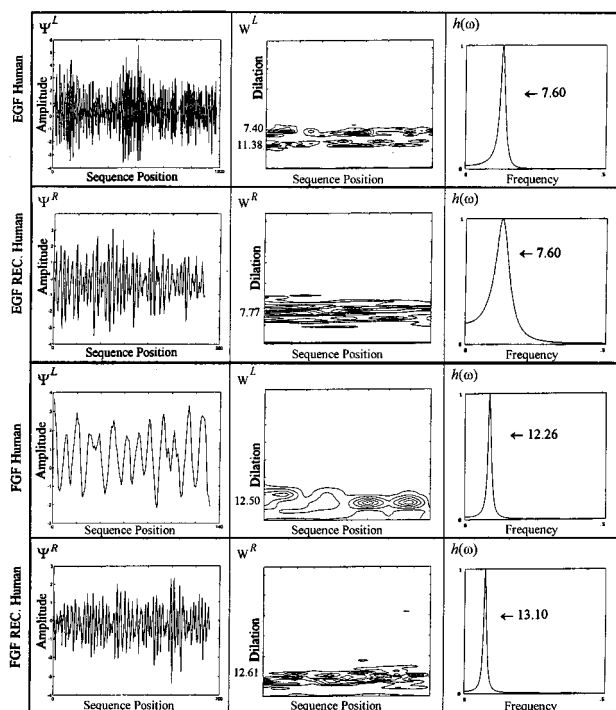 Ψ^L
W^L
h(ω)
EGF Human
Amplitude
Dilation
7.40
11.38
← 7.60
Sequence Position
Sequence Position
Frequency
Ψ^R
W^R
h(ω)
EGF REC. Human
Amplitude
Dilation
7.77
← 7.60
Sequence Position
Sequence Position
Frequency
Ψ^L
W^L
h(ω)
FGF Human
Amplitude
Dilation
12.50
← 12.26
Sequence Position
Sequence Position
Frequency
Ψ^R
W^R
h(ω)
FGF REC. Human
Amplitude
Dilation
12.61
← 13.10
Sequence Position
Sequence Position
Frequency